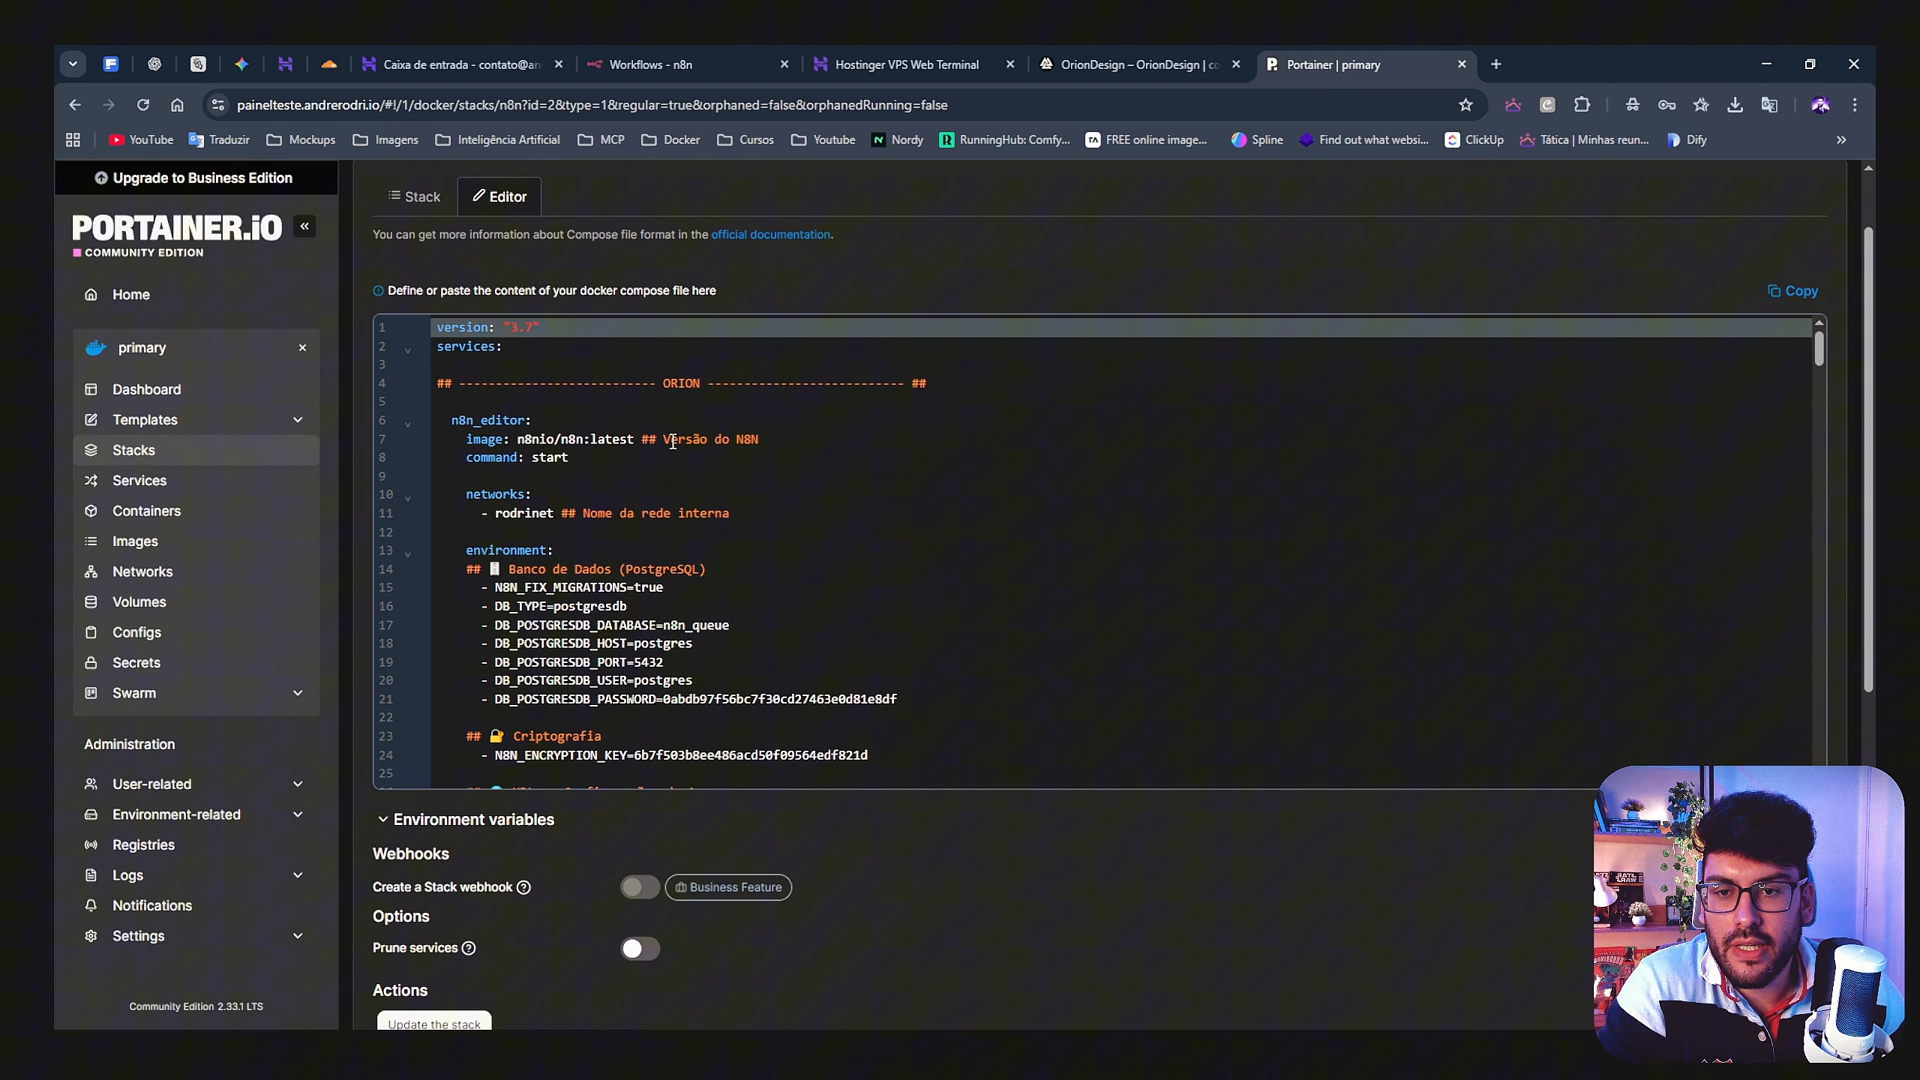 Caixa de entrada - contato@an
Workflows - n8n
Hostinger VPS Web Terminal
OrionDesign – OrionDesign | co
Portainer | primary
painelteste.andrerodri.io/#!/1/docker/stacks/n8n?id=2&type=1&regular=true&orphaned=false&orphanedRunning=false
YouTube
Traduzir
Mockups
Imagens
Inteligência Artificial
MCP
Docker
Cursos
Youtube
Nordy
RunningHub: Comfy...
FREE online image...
Spline
Find out what websi...
ClickUp
Tática | Minhas reun...
Dify
Upgrade to Business Edition
PORTAINER.iO
COMMUNITY EDITION
Home
primary
Dashboard
Templates
Stacks
Services
Containers
Images
Networks
Volumes
Configs
Secrets
Swarm
Administration
User-related
Environment-related
Registries
Logs
Notifications
Settings
Community Edition 2.33.1 LTS
Stack
Editor
You can get more information about Compose file format in the official documentation.
Define or paste the content of your docker compose file here
Copy
1 version: "3.7"
2 services:
3
4 ## --------------------------- ORION --------------------------- ##
5
6 n8n_editor:
7 image: n8nio/n8n:latest ## Versão do N8N
8 command: start
9
10 networks:
11 - rodrinet ## Nome da rede interna
12
13 environment:
14 ## Banco de Dados (PostgreSQL)
15 - N8N_FIX_MIGRATIONS=true
16 - DB_TYPE=postgresdb
17 - DB_POSTGRESDB_DATABASE=n8n_queue
18 - DB_POSTGRESDB_HOST=postgres
19 - DB_POSTGRESDB_PORT=5432
20 - DB_POSTGRESDB_USER=postgres
21 - DB_POSTGRESDB_PASSWORD=0abdb97f56bc7f30cd27463e0d81e8df
22
23 ## 🔐 Criptografia
24 - N8N_ENCRYPTION_KEY=6b7f503b8ee486acd50f09564edf821d
25
Environment variables
Webhooks
Create a Stack webhook
Business Feature
Options
Prune services
Actions
Update the stack